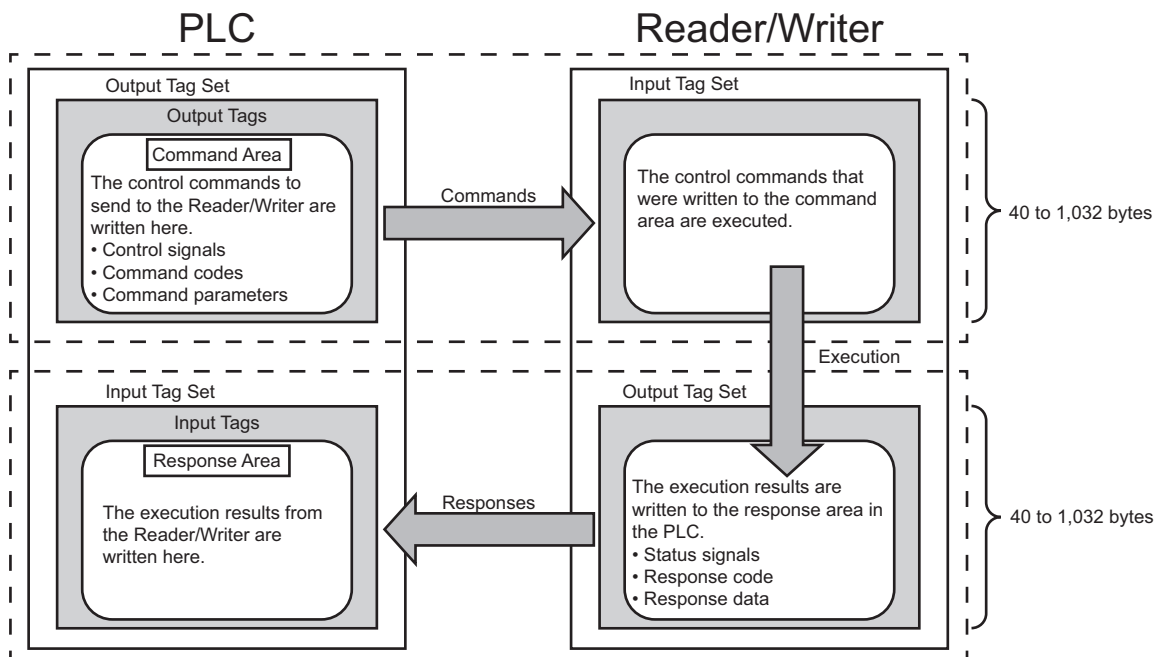 PLC
Reader/Writer
Output Tag Set
Output Tags
Command Area
The control commands to
send to the Reader/Writer are
written here.
• Control signals
• Command codes
• Command parameters
Commands
Input Tag Set
The control commands that
were written to the command
area are executed.
40 to 1,032 bytes
Execution
Input Tag Set
Input Tags
Response Area
The execution results from
the Reader/Writer are
written here.
Responses
Output Tag Set
The execution results are
written to the response area in
the PLC.
• Status signals
• Response code
• Response data
40 to 1,032 bytes